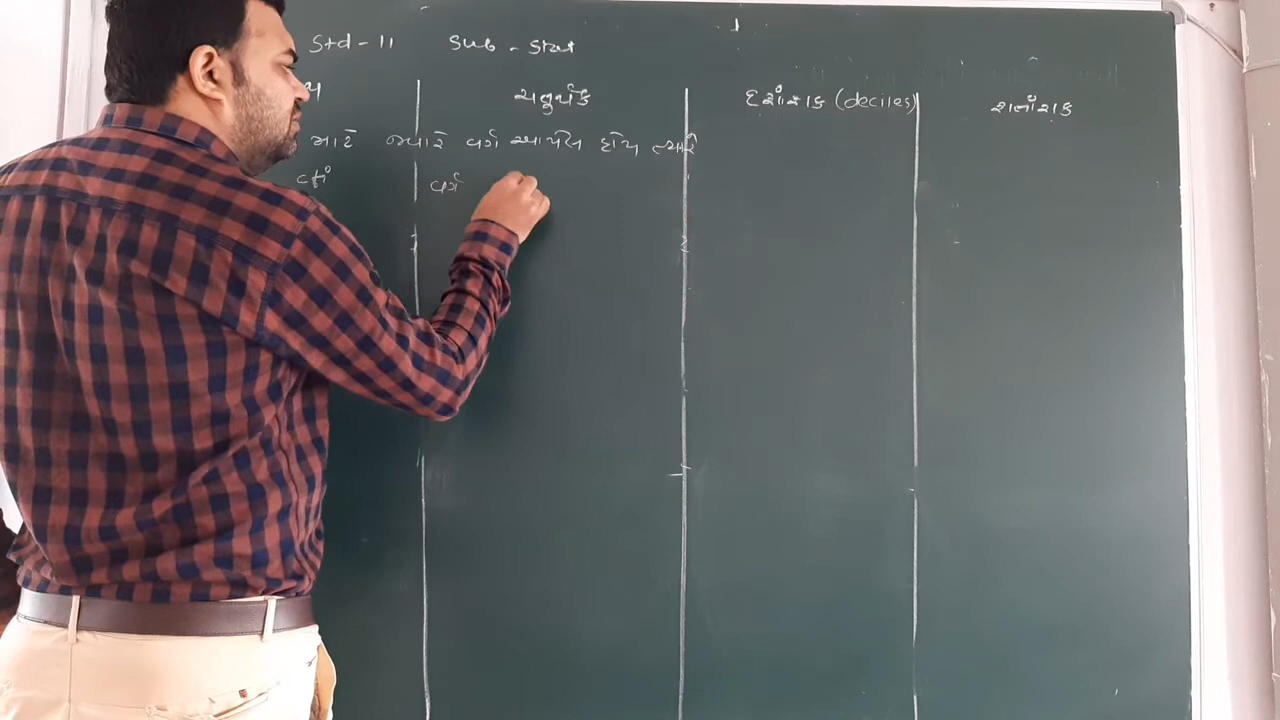 Std - 11 Sub - Stat
ચતુર્થક દશાંશક (deciles) શતાંશક
માટે જ્યારે વર્ગ આપેલ હોય ત્યારે
વર્ગ